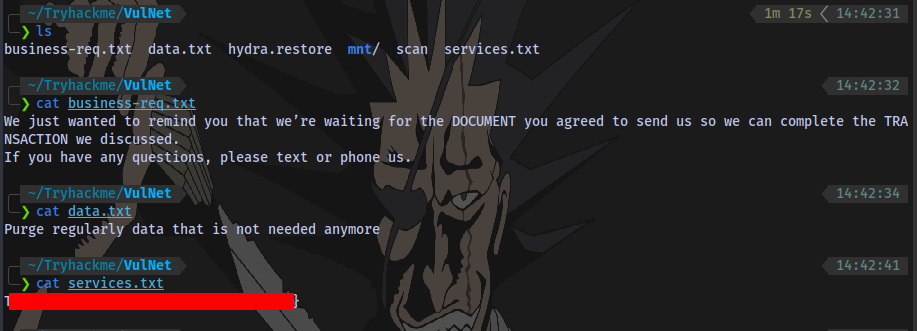 ~/Tryhackme/VulNet 1m 17s 14:42:31
❯ ls
business-req.txt data.txt hydra.restore mnt/ scan services.txt
~/Tryhackme/VulNet 14:42:32
❯ cat business-req.txt
We just wanted to remind you that we’re waiting for the DOCUMENT you agreed to send us so we can complete the TRA
NSACTION we discussed.
If you have any questions, please text or phone us.
~/Tryhackme/VulNet 14:42:34
❯ cat data.txt
Purge regularly data that is not needed anymore
~/Tryhackme/VulNet 14:42:41
❯ cat services.txt
T}